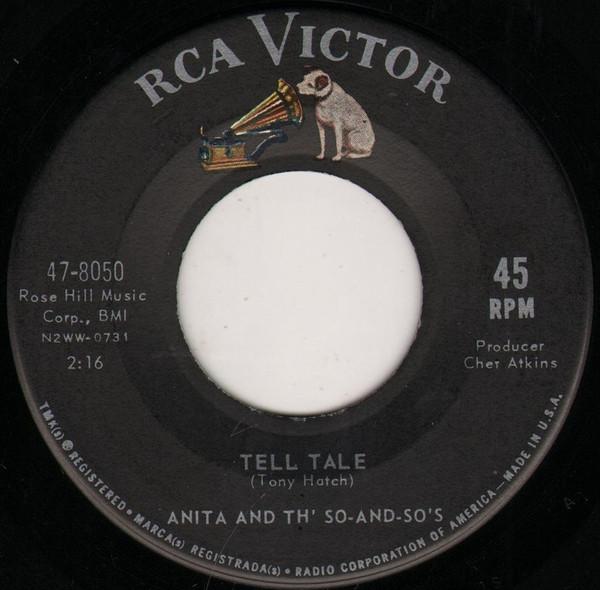 RCA VICTOR
47-8050
Rose Hill Music
Corp., BMI
N2WW-0731
2:16
45
RPM
Producer
Chet Atkins
TELL TALE
(Tony Hatch)
ANITA AND TH' SO-AND-SO'S
TMK(s) ® REGISTERED • MARCA(s) REGISTRADA(s) • RADIO CORPORATION OF AMERICA—MADE IN U.S.A.